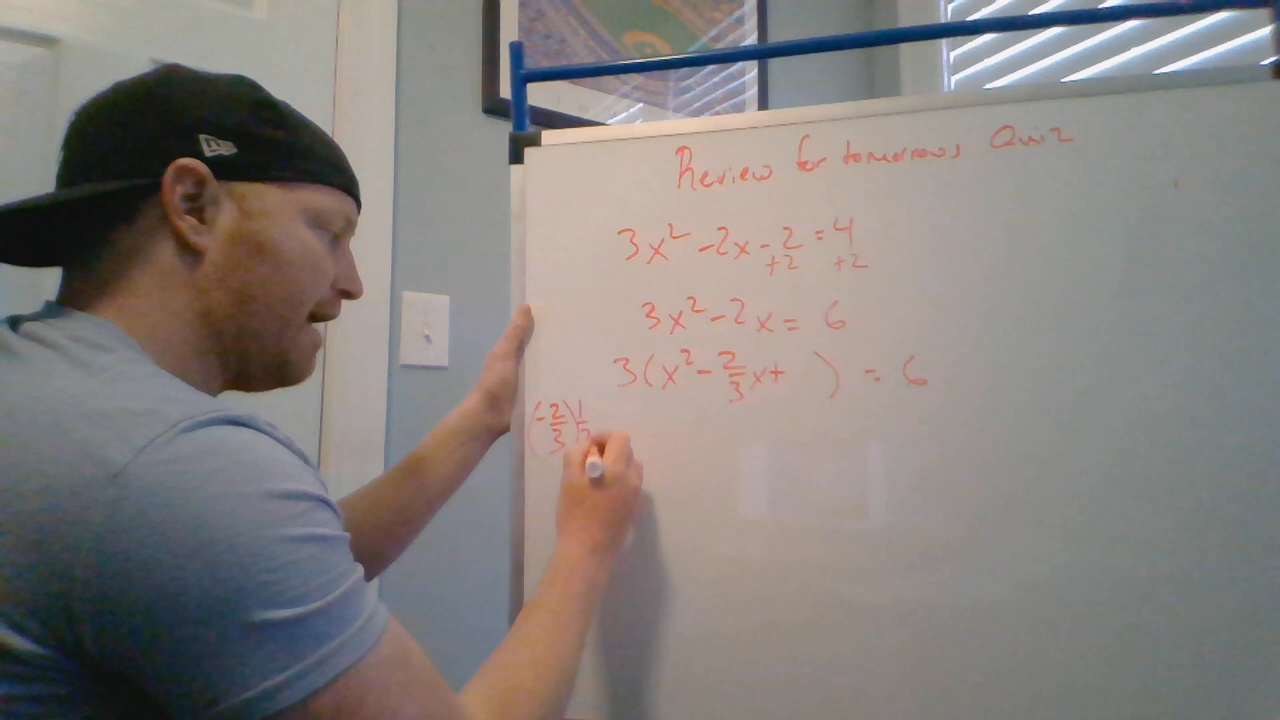 Review for tomorrows Quiz
3x² - 2x - 2 = 4
+2 +2
3x² - 2x = 6
3(x² - 2/3 x + ) = 6
(-2/3) 1/2